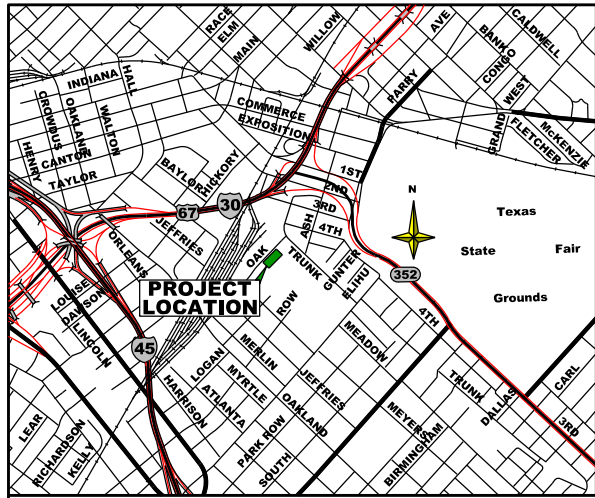 RACE
ELM
MAIN
WILLOW
AVE
CALDWELL
BANKO
CONGO
WEST
GRAND
FLETCHER
McKENZIE
PARRY
INDIANA
HALL
CROWDUS
OAKLAND
WALTON
HENRY
CANTON
TAYLOR
COMMERCE
EXPOSITION
BAYLOR
HICKORY
1ST
2ND
3RD
4TH
ASH
N
Texas
State Fair
Grounds
67
30
JEFFRIES
ORLEANS
OAK
TRUNK
GUNTER
ELIHU
352
4TH
LOUISE
DAWSON
LINCOLN
PROJECT
LOCATION
ROW
45
MERLIN
MEADOW
HARRISON
LOGAN
MYRTLE
ATLANTA
JEFFRIES
OAKLAND
PARK ROW
SOUTH
MEYERS
BIRMINGHAM
TRUNK
DALLAS
CARL
3RD
LEAR
RICHARDSON
KELLY